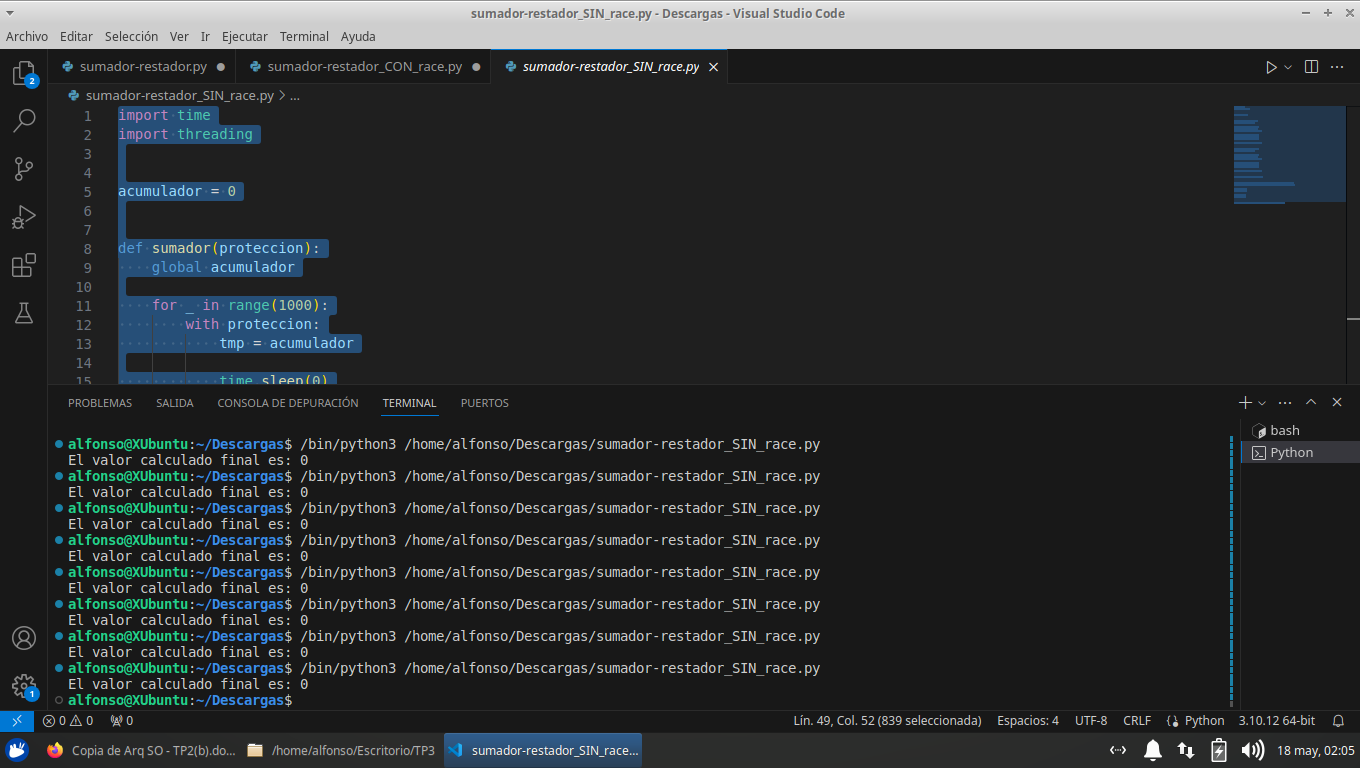 sumador-restador_SIN_race.py - Descargas - Visual Studio Code
Archivo Editar Selección Ver Ir Ejecutar Terminal Ayuda
sumador-restador.py sumador-restador_CON_race.py sumador-restador_SIN_race.py
sumador-restador_SIN_race.py > ...
2
1 import time
2 import threading
3
4
5 acumulador = 0
6
7
8 def sumador(proteccion):
9 global acumulador
10
11 for _ in range(1000):
12 with proteccion:
13 tmp = acumulador
14
15 time.sleep(0)
PROBLEMAS SALIDA CONSOLA DE DEPURACIÓN TERMINAL PUERTOS
bash
Python
alfonso@XUbuntu:~/Descargas$ /bin/python3 /home/alfonso/Descargas/sumador-restador_SIN_race.py
El valor calculado final es: 0
alfonso@XUbuntu:~/Descargas$ /bin/python3 /home/alfonso/Descargas/sumador-restador_SIN_race.py
El valor calculado final es: 0
alfonso@XUbuntu:~/Descargas$ /bin/python3 /home/alfonso/Descargas/sumador-restador_SIN_race.py
El valor calculado final es: 0
alfonso@XUbuntu:~/Descargas$ /bin/python3 /home/alfonso/Descargas/sumador-restador_SIN_race.py
El valor calculado final es: 0
alfonso@XUbuntu:~/Descargas$ /bin/python3 /home/alfonso/Descargas/sumador-restador_SIN_race.py
El valor calculado final es: 0
alfonso@XUbuntu:~/Descargas$ /bin/python3 /home/alfonso/Descargas/sumador-restador_SIN_race.py
El valor calculado final es: 0
alfonso@XUbuntu:~/Descargas$ /bin/python3 /home/alfonso/Descargas/sumador-restador_SIN_race.py
El valor calculado final es: 0
alfonso@XUbuntu:~/Descargas$ /bin/python3 /home/alfonso/Descargas/sumador-restador_SIN_race.py
El valor calculado final es: 0
alfonso@XUbuntu:~/Descargas$
1
0 0 0 Lín. 49, Col. 52 (839 seleccionada) Espacios: 4 UTF-8 CRLF Python 3.10.12 64-bit
Copia de Arq SO - TP2(b).do... /home/alfonso/Escritorio/TP3 sumador-restador_SIN_race... 18 may, 02:05